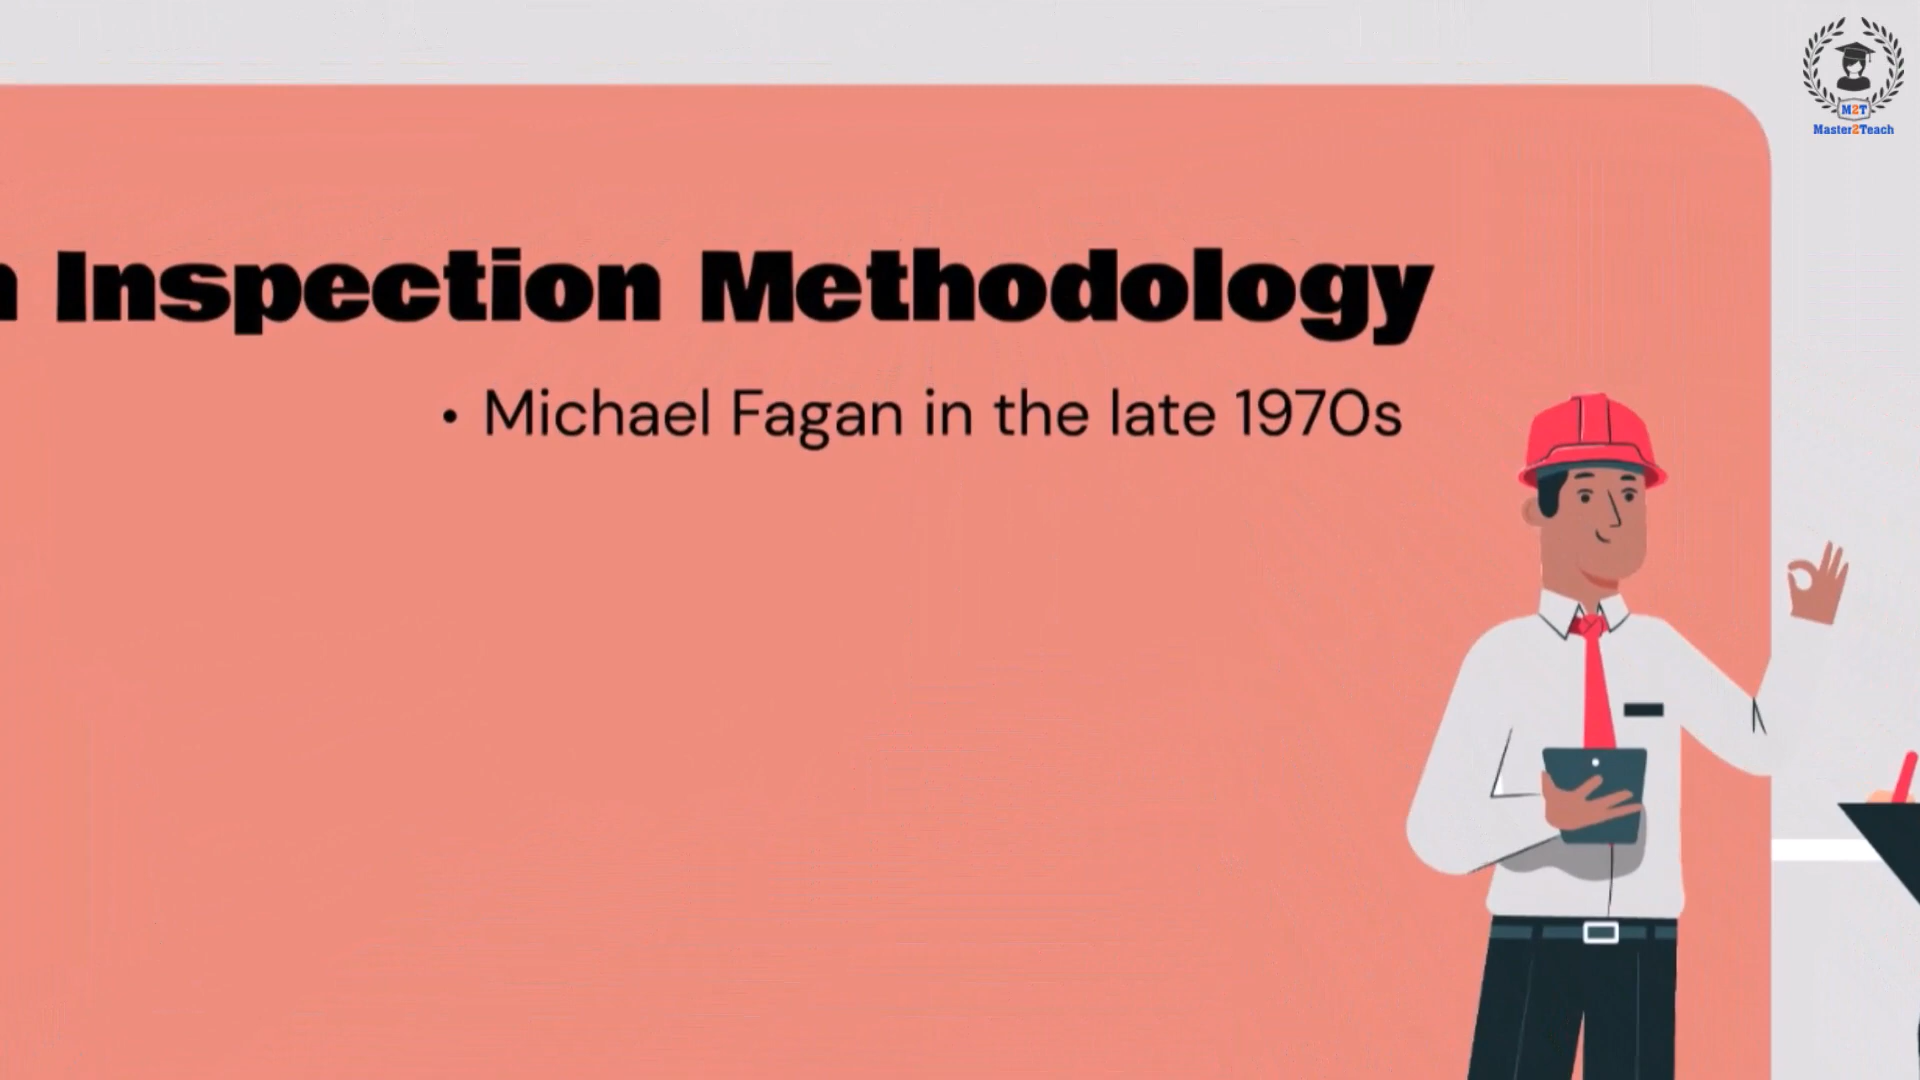 n Inspection Methodology
• Michael Fagan in the late 1970s
M2T
Master2Teach